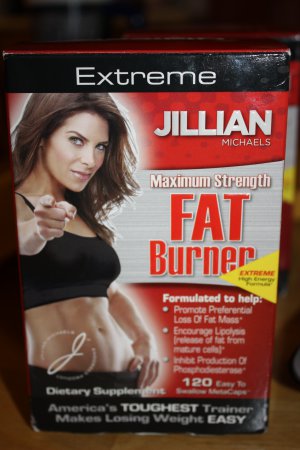 Extreme
JILLIAN
MICHAELS
Maximum Strength
FAT
Burner
EXTREME
High Energy
Formula*
Formulated to help:
• Promote Preferential
Loss Of Fat Mass*
• Encourage Lipolysis
(release of fat from
mature cells)*
• Inhibit Production Of
Phosphodiesterase*
120 Easy To
Swallow MetaCaps™
Dietary Supplement
America's TOUGHEST Trainer
Makes Losing Weight EASY